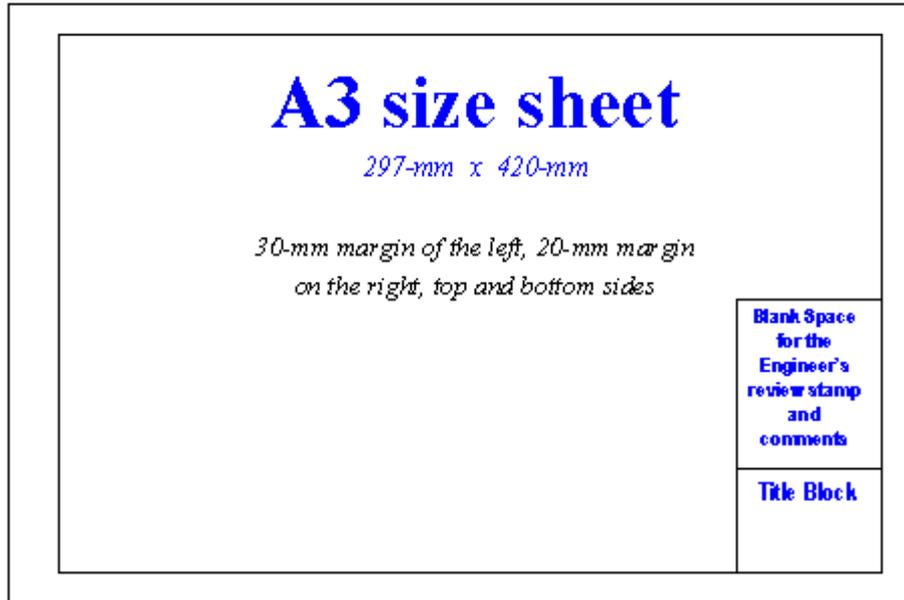 A3 size sheet
297-mm x 420-mm
30-mm margin of the left, 20-mm margin
on the right, top and bottom sides
Blank Space
for the
Engineer's
review stamp
and
comments
Title Block